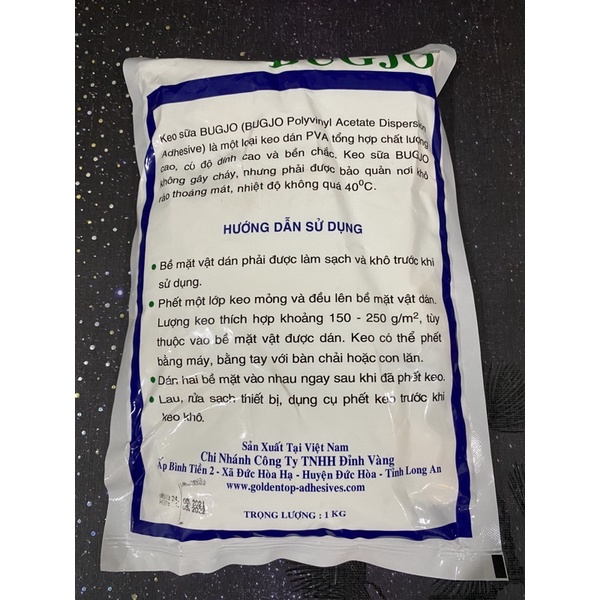 BUGJO
Keo sữa BUGJO (BUGJO Polyvinyl Acetate Dispersion
Adhesive) là một loại keo dán PVA tổng hợp chất lượng
cao, có độ dính cao và bền chắc. Keo sữa BUGJO
không gây cháy, nhưng phải được bảo quản nơi khô
ráo thoáng mát, nhiệt độ không quá 40⁰C.
HƯỚNG DẪN SỬ DỤNG
• Bề mặt vật dán phải được làm sạch và khô trước khi
sử dụng.
• Phết một lớp keo mỏng và đều lên bề mặt vật dán.
Lượng keo thích hợp khoảng 150 - 250 g/m², tùy
thuộc vào bề mặt vật được dán. Keo có thể phết
bằng máy, bằng tay với bàn chải hoặc con lăn.
• Dán hai bề mặt vào nhau ngay sau khi đã phết keo.
• Lau, rửa sạch thiết bị, dụng cụ phết keo trước khi
keo khô.
Sản Xuất Tại Việt Nam
Chi Nhánh Công Ty TNHH Đỉnh Vàng
Ấp Bình Tiền 2 - Xã Đức Hòa Hạ - Huyện Đức Hòa - Tỉnh Long An
www.goldentop-adhesives.com
TRỌNG LƯỢNG : 1 KG